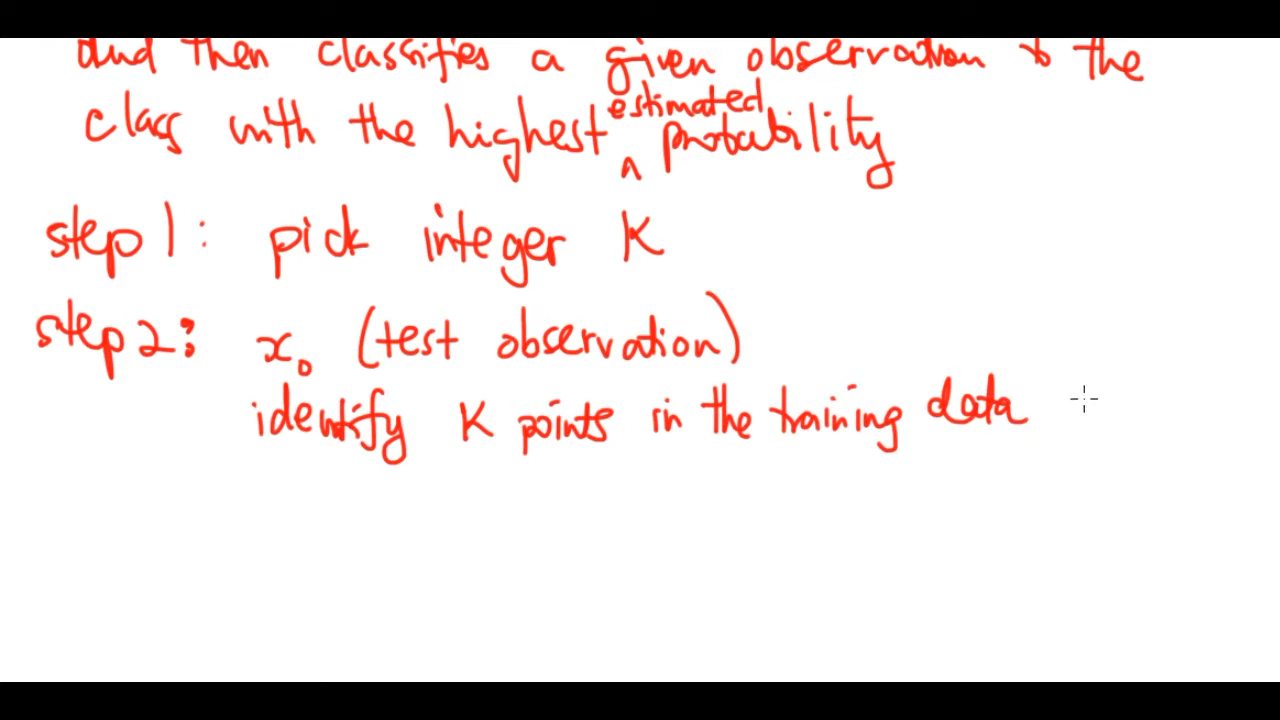 and then classifies a given observation to the
class with the highest ^ estimated probability
step 1: pick integer K
step 2: x₀ (test observation)
identify K points in the training data